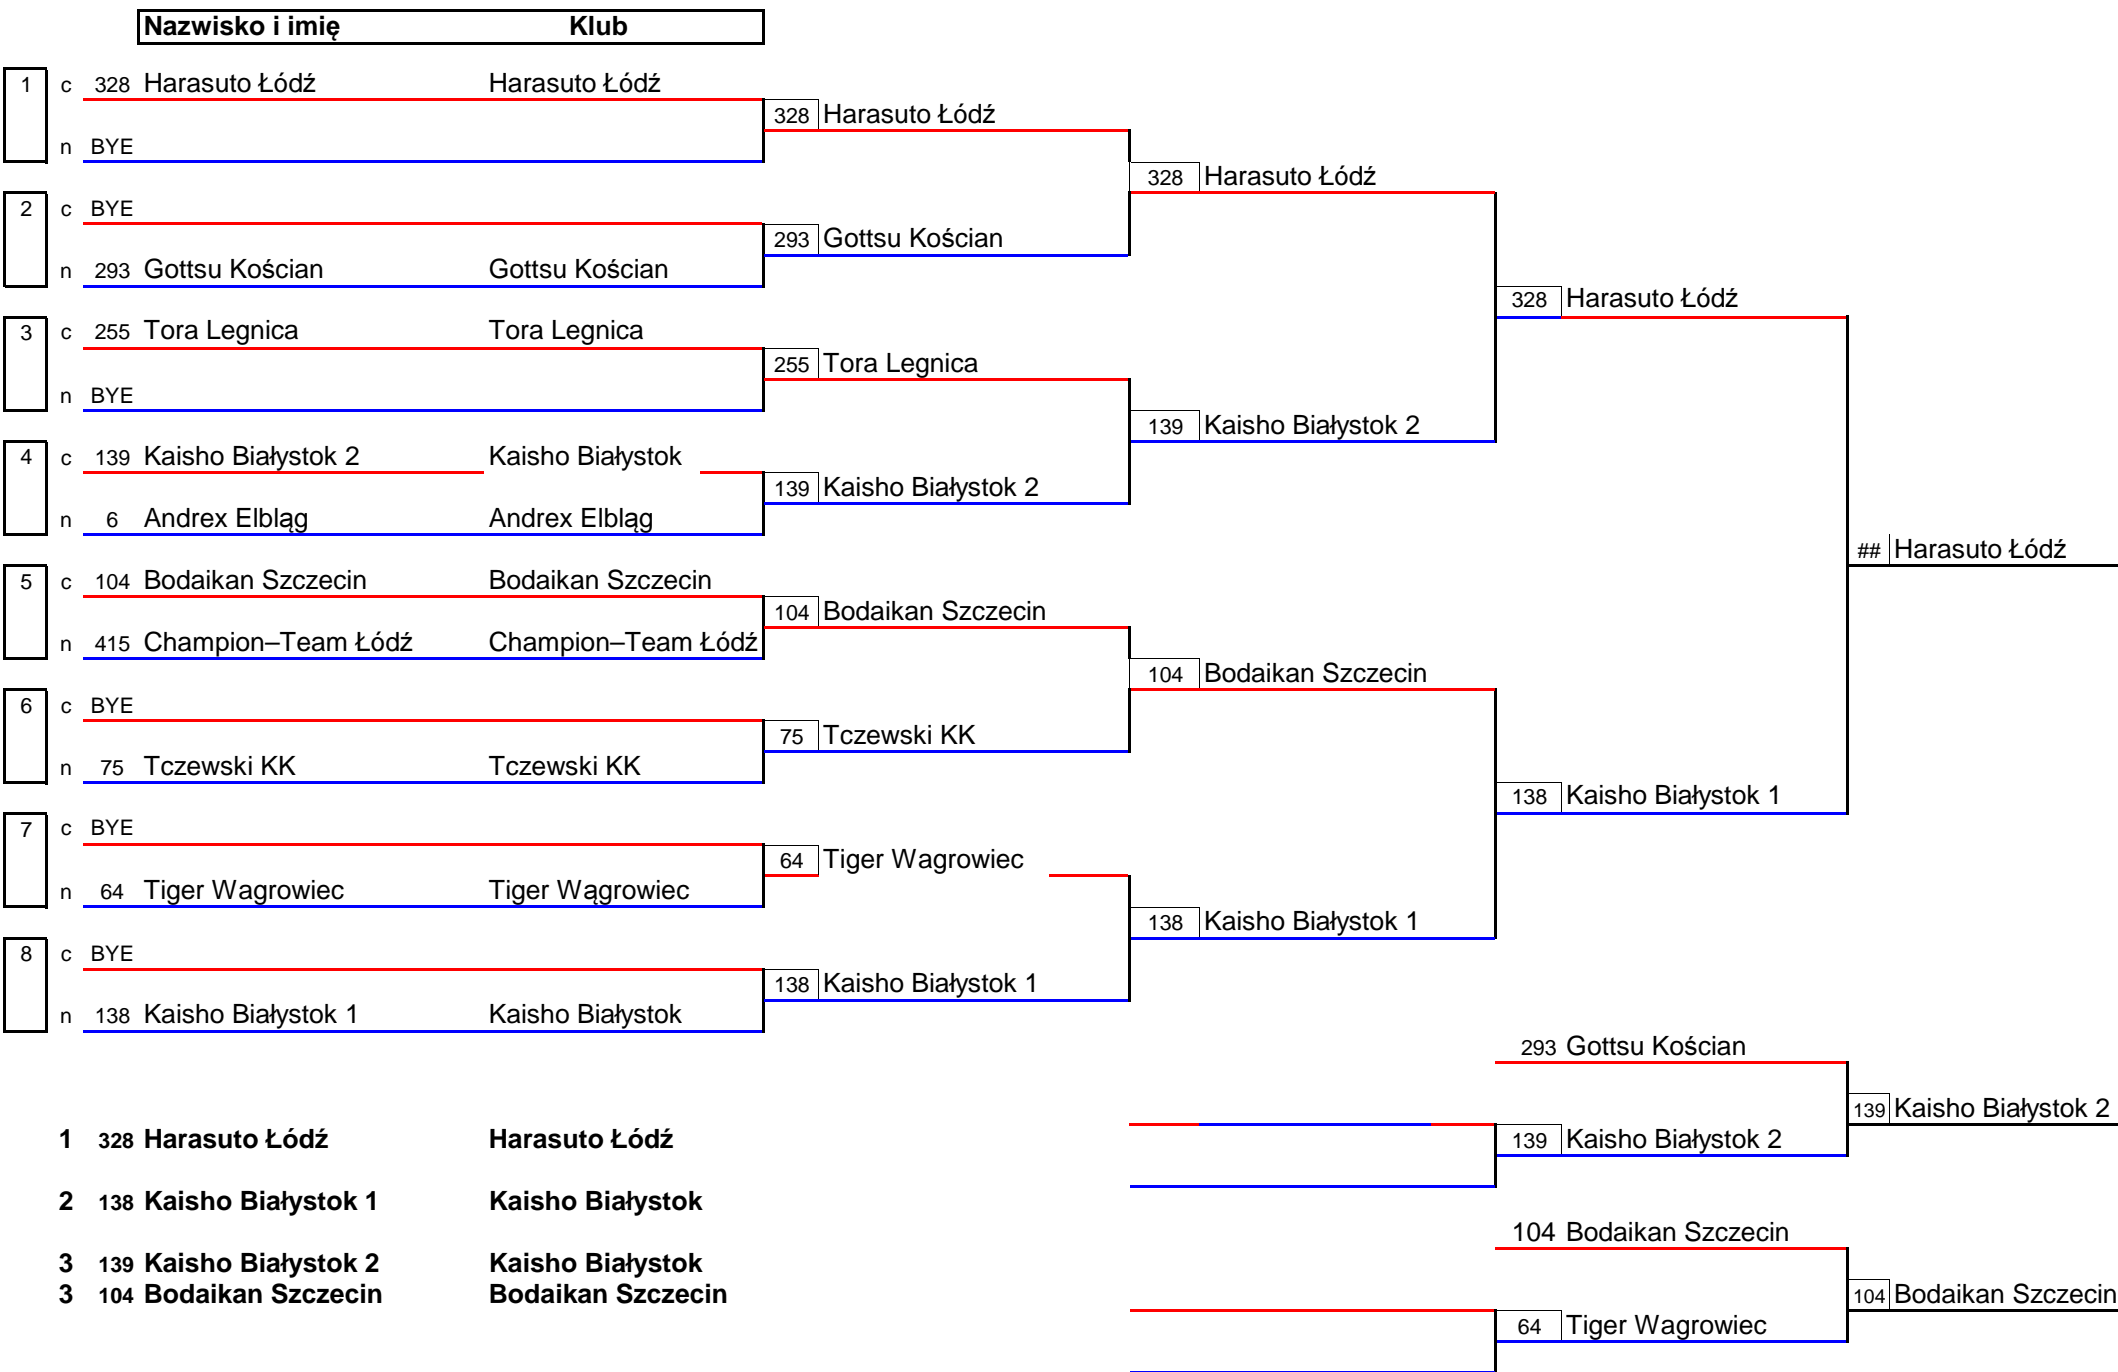 Nazwisko i imię Klub
1 c 328 Harasuto Łódź Harasuto Łódź
328 Harasuto Łódź
n BYE
328 Harasuto Łódź
2 c BYE
293 Gottsu Kościan
n 293 Gottsu Kościan Gottsu Kościan
328 Harasuto Łódź
3 c 255 Tora Legnica Tora Legnica
255 Tora Legnica
n BYE
139 Kaisho Białystok 2
4 c 139 Kaisho Białystok 2 Kaisho Białystok
139 Kaisho Białystok 2
n 6 Andrex Elbląg Andrex Elbląg
## Harasuto Łódź
5 c 104 Bodaikan Szczecin Bodaikan Szczecin
104 Bodaikan Szczecin
n 415 Champion–Team Łódź Champion–Team Łódź
104 Bodaikan Szczecin
6 c BYE
75 Tczewski KK
n 75 Tczewski KK Tczewski KK
138 Kaisho Białystok 1
7 c BYE
64 Tiger Wagrowiec
n 64 Tiger Wagrowiec Tiger Wągrowiec
138 Kaisho Białystok 1
8 c BYE
138 Kaisho Białystok 1
n 138 Kaisho Białystok 1 Kaisho Białystok
293 Gottsu Kościan
139 Kaisho Białystok 2
1 328 Harasuto Łódź Harasuto Łódź
139 Kaisho Białystok 2
2 138 Kaisho Białystok 1 Kaisho Białystok
104 Bodaikan Szczecin
3 139 Kaisho Białystok 2 Kaisho Białystok
3 104 Bodaikan Szczecin Bodaikan Szczecin
104 Bodaikan Szczecin
64 Tiger Wagrowiec